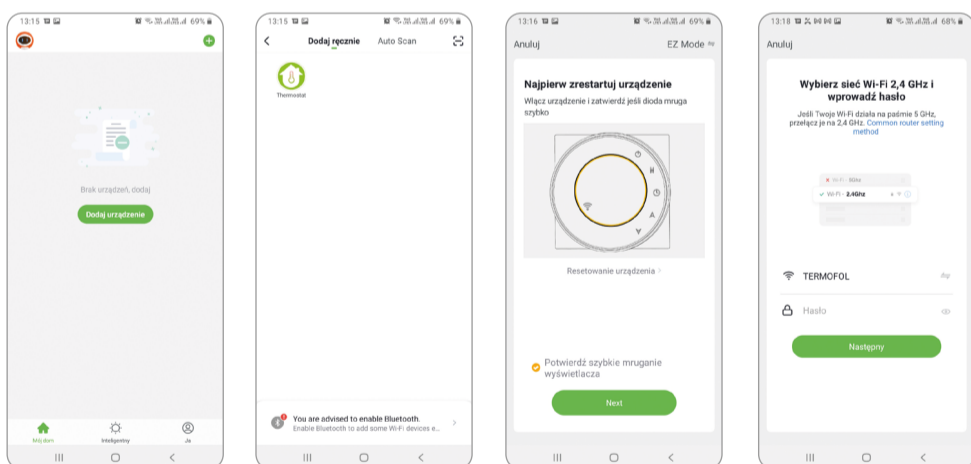 13:15
69%
Brak urządzeń, dodaj
Dodaj urządzenie
Mój dom
Inteligentny
Ja
13:15
69%
Dodaj ręcznie
Auto Scan
Thermostat
You are advised to enable Bluetooth.
Enable Bluetooth to add some Wi-Fi devices e...
13:16
69%
Anuluj
EZ Mode
Najpierw zrestartuj urządzenie
Włącz urządzenie i zatwierdź jeśli dioda mruga
szybko
M
Resetowanie urządzenia
Potwierdź szybkie mruganie
wyświetlacza
Next
13:18
68%
Anuluj
Wybierz sieć Wi-Fi 2,4 GHz i
wprowadź hasło
Jeśli Twoje Wi-Fi działa na paśmie 5 GHz,
przełącz je na 2,4 GHz. Common router setting
method
Wi-Fi - 5Ghz
Wi-Fi - 2.4Ghz
TERMOFOL
Hasło
Następny